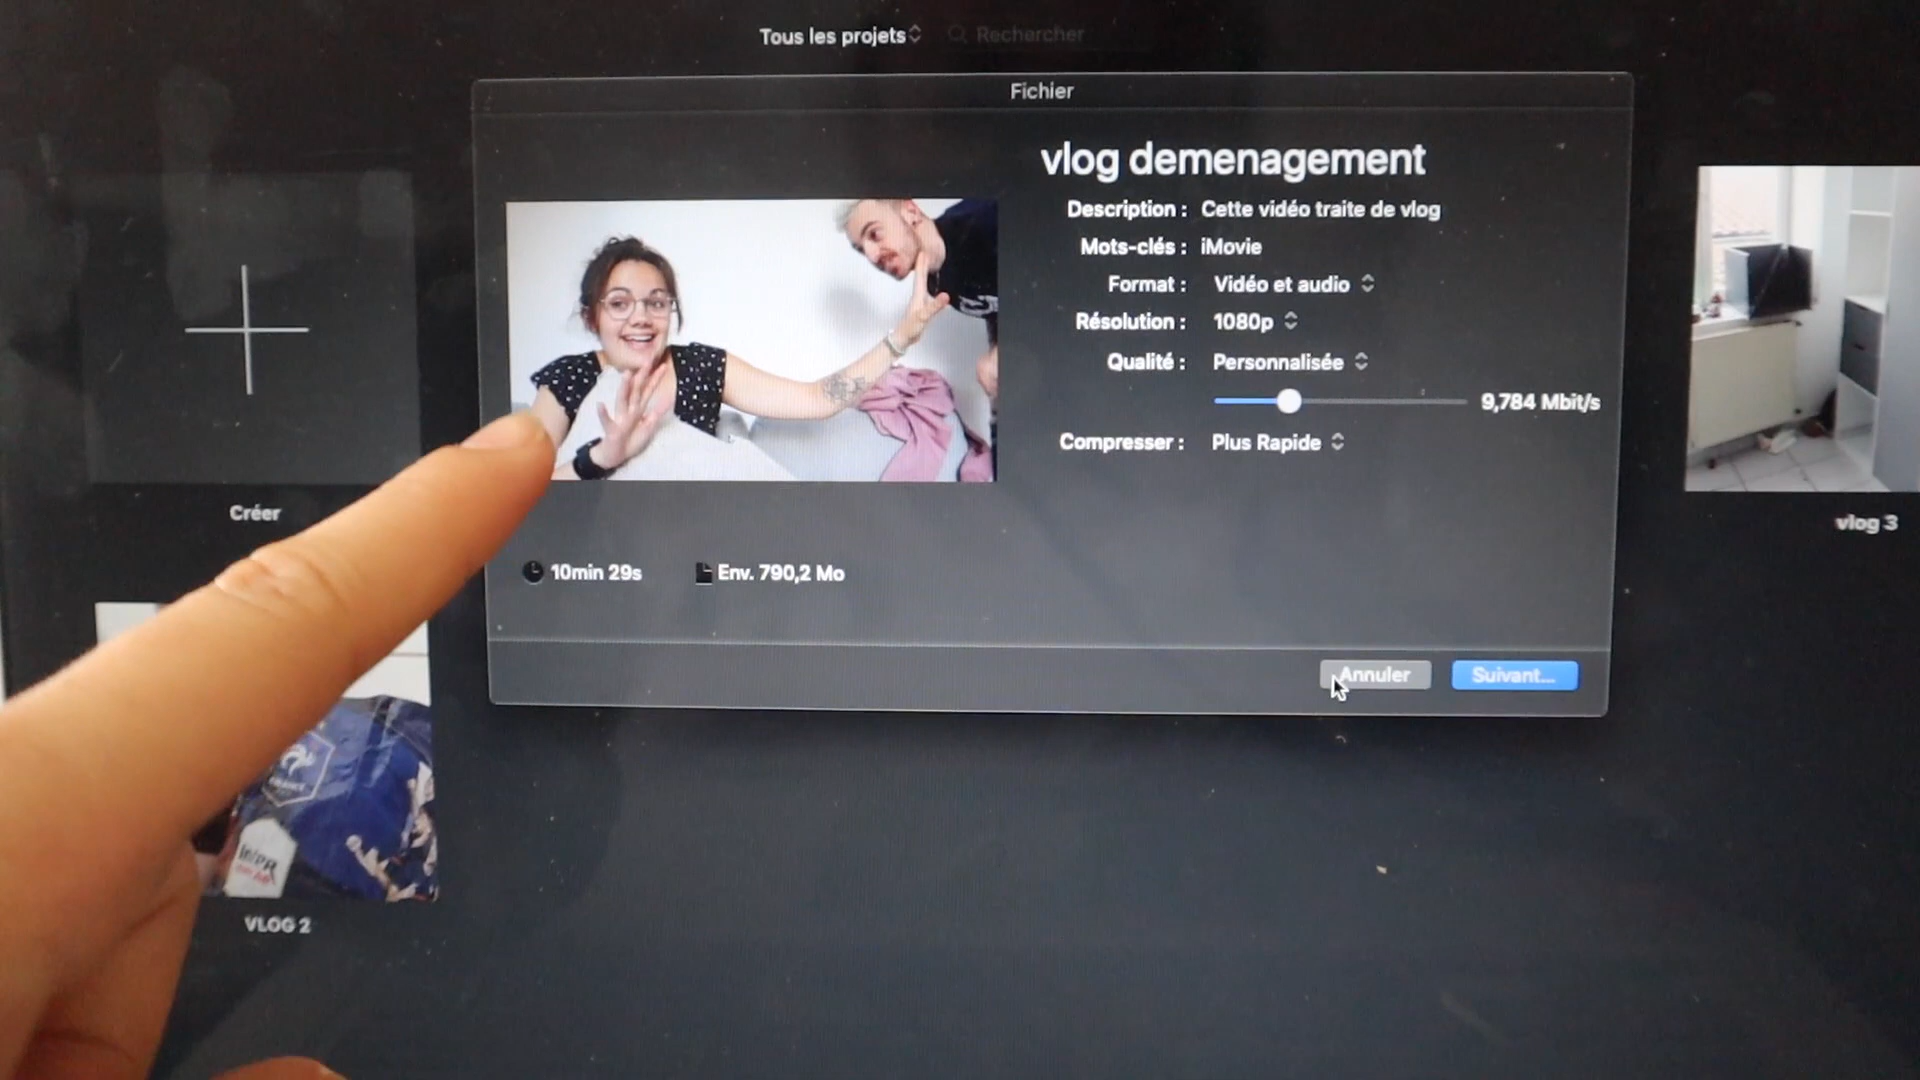 Tous les projets
Rechercher
Fichier
vlog demenagement
Description : Cette vidéo traite de vlog
Mots-clés : iMovie
Format : Vidéo et audio
Résolution : 1080p
Qualité : Personnalisée
9,784 Mbit/s
Compresser : Plus Rapide
10min 29s
Env. 790,2 Mo
Annuler
Suivant...
Créer
vlog 3
VLOG 2